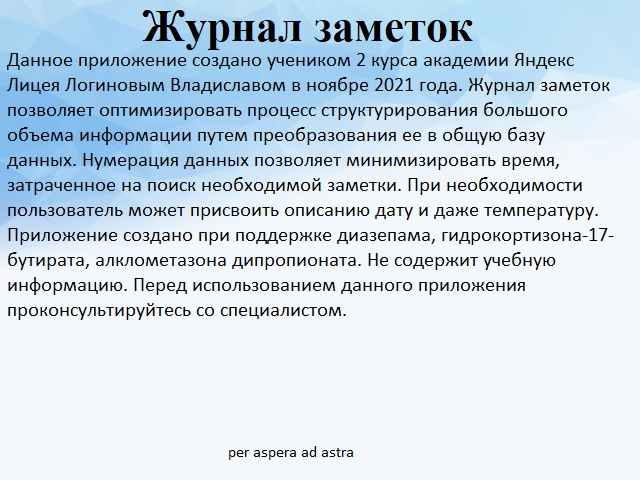 Журнал заметок
Данное приложение создано учеником 2 курса академии Яндекс
Лицея Логиновым Владиславом в ноябре 2021 года. Журнал заметок
позволяет оптимизировать процесс структурирования большого
объема информации путем преобразования ее в общую базу
данных. Нумерация данных позволяет минимизировать время,
затраченное на поиск необходимой заметки. При необходимости
пользователь может присвоить описанию дату и даже температуру.
Приложение создано при поддержке диазепама, гидрокортизона-17-
бутирата, алклометазона дипропионата. Не содержит учебную
информацию. Перед использованием данного приложения
проконсультируйтесь со специалистом.
per aspera ad astra